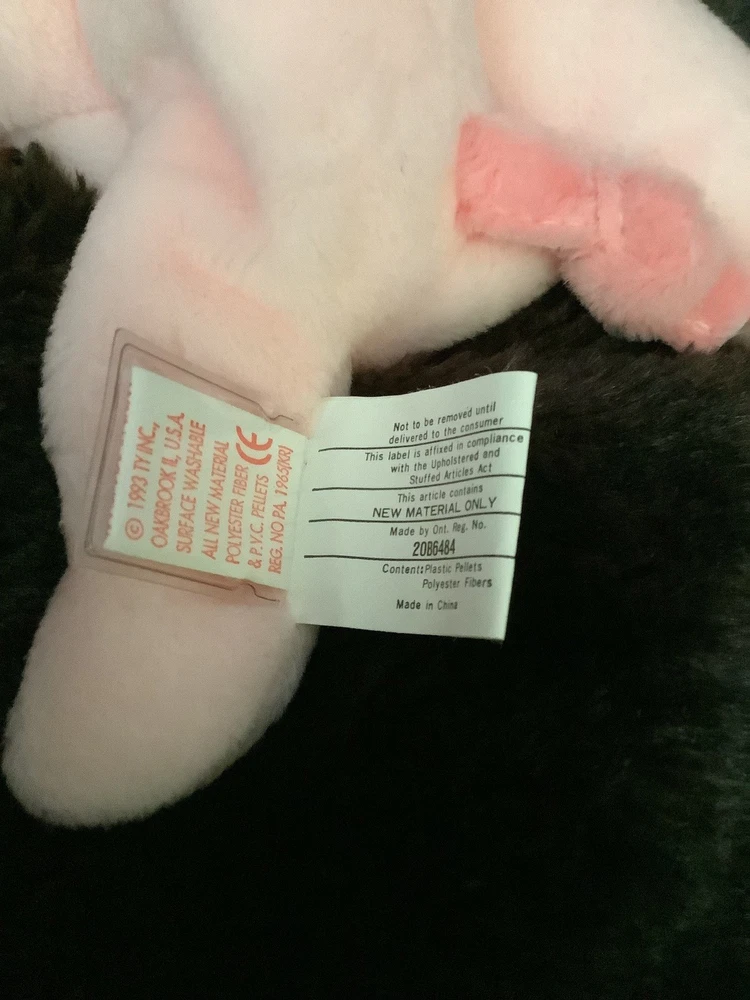 © 1993 TY INC,
OAKBROOK IL U.S.A.
SURFACE WASHABLE
ALL NEW MATERIAL
POLYESTER FIBER CE
& P.V.C. PELLETS
REG. NO PA. 1965(KR)
Not to be removed until
delivered to the consumer
This label is affixed in compliance
with the Upholstered and
Stuffed Articles Act
This article contains
NEW MATERIAL ONLY
Made by Ont. Reg. No.
20B6484
Content: Plastic Pellets
Polyester Fibers
Made in China